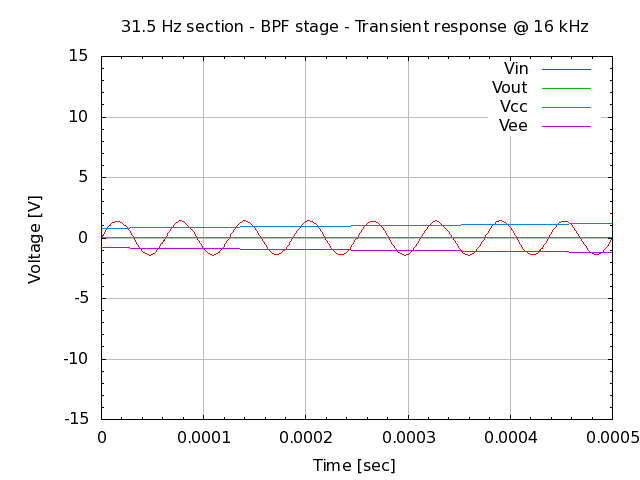 31.5 Hz section - BPF stage - Transient response @ 16 kHz
15
10
5
0
-5
-10
-15
Voltage [V]
Vin
Vout
Vcc
Vee
0 0.0001 0.0002 0.0003 0.0004 0.0005
Time [sec]